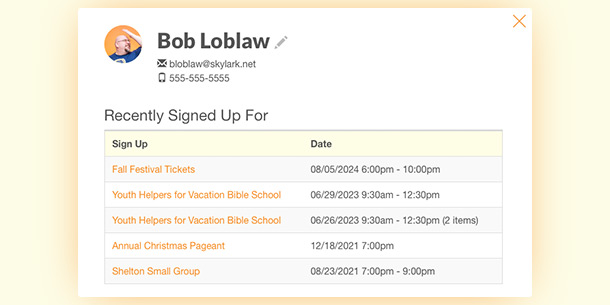 Bob Loblaw
bloblaw@skylark.net
555-555-5555
Recently Signed Up For
Sign Up Date
Fall Festival Tickets 08/05/2024 6:00pm - 10:00pm
Youth Helpers for Vacation Bible School 06/29/2023 9:30am - 12:30pm
Youth Helpers for Vacation Bible School 06/26/2023 9:30am - 12:30pm (2 items)
Annual Christmas Pageant 12/18/2021 7:00pm
Shelton Small Group 08/23/2021 7:00pm - 9:00pm